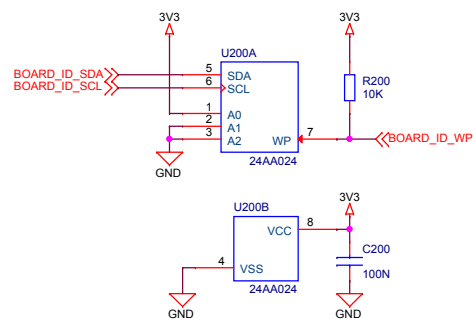 3V3
3V3
U200A
BOARD_ID_SDA
5
SDA
BOARD_ID_SCL
6
SCL
R200
10K
1
A0
2
A1
3
A2
WP
7
BOARD_ID_WP
GND
24AA024
3V3
U200B
VCC
8
C200
4
VSS
100N
24AA024
GND
GND